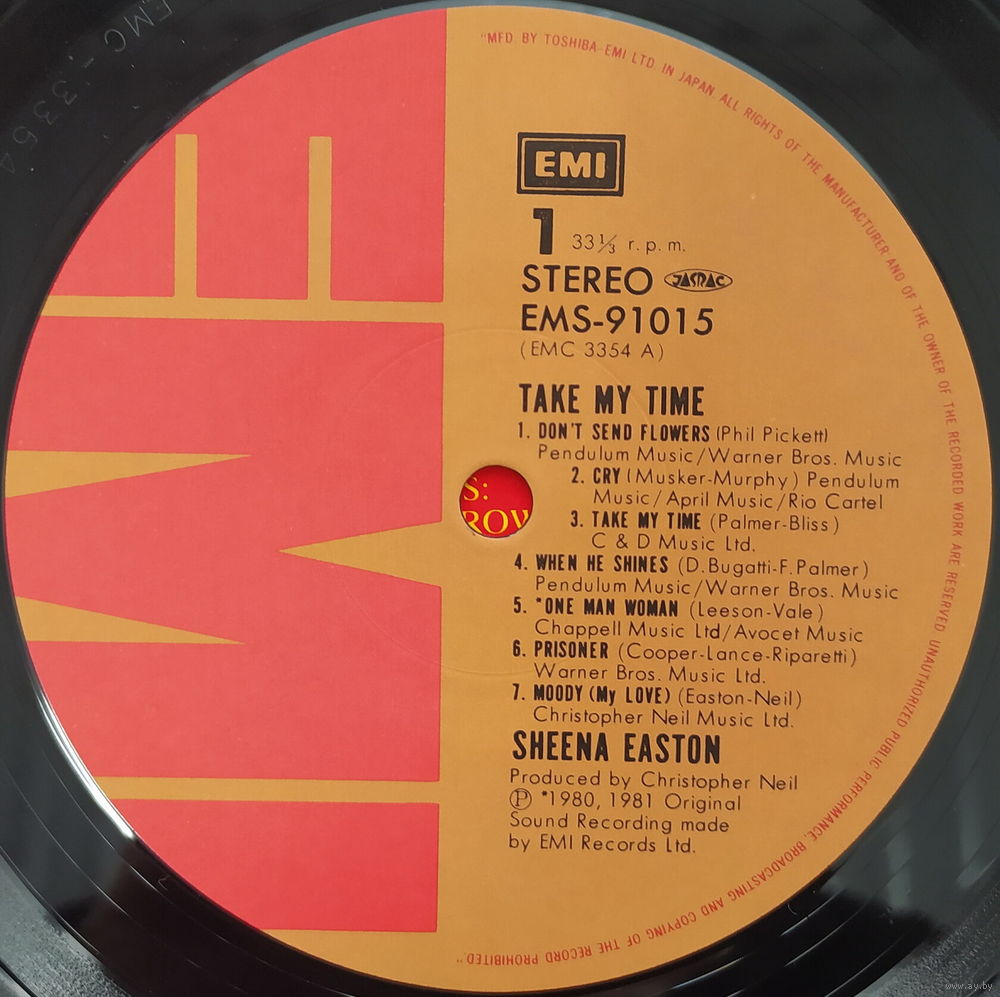 EMC-3354
"MFD. BY TOSHIBA-EMI LTD. IN JAPAN ALL RIGHTS OF THE MANUFACTURER AND OF THE OWNER OF THE RECORDED WORK ARE RESERVED UNAUTHORIZED PUBLIC PERFORMANCE, BROADCASTING AND COPYING OF THE RECORD PROHIBITED"
EMI
EMI
1 33⅓ r.p.m.
STEREO JASRAC
EMS-91015
(EMC 3354 A)
TAKE MY TIME
1. DON'T SEND FLOWERS (Phil Pickett)
Pendulum Music/Warner Bros. Music
2. CRY (Musker-Murphy) Pendulum
Music/April Music/Rio Cartel
3. TAKE MY TIME (Palmer-Bliss)
C & D Music Ltd.
4. WHEN HE SHINES (D.Bugatti-F.Palmer)
Pendulum Music/Warner Bros. Music
5. *ONE MAN WOMAN (Leeson-Vale)
Chappell Music Ltd/Avocet Music
6. PRISONER (Cooper-Lance-Riparetti)
Warner Bros. Music Ltd.
7. MOODY (My LOVE) (Easton-Neil)
Christopher Neil Music Ltd.
SHEENA EASTON
Produced by Christopher Neil
Ⓟ *1980, 1981 Original
Sound Recording made
by EMI Records Ltd.
S:
ROW
www.ay.by